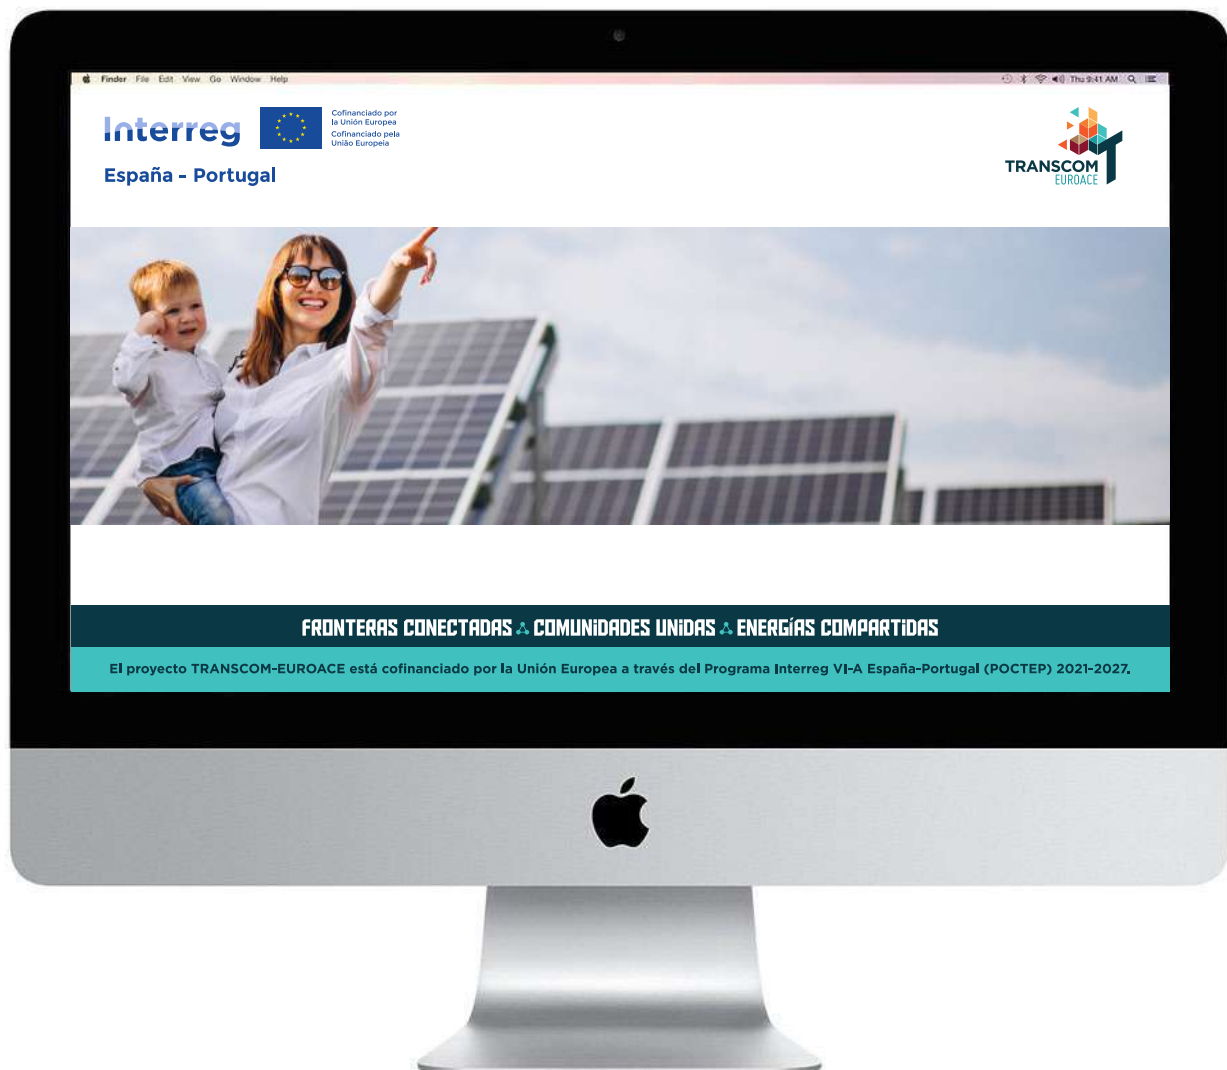 Finder File Edit View Go Window Help
Thu 9:41 AM
Interreg
Cofinanciado por
la Unión Europea
Cofinanciado pela
União Europeia
España - Portugal
TRANSCOM
EUROACE
FRONTERAS CONECTADAS COMUNIDADES UNIDAS ENERGÍAS COMPARTIDAS
El proyecto TRANSCOM-EUROACE está cofinanciado por la Unión Europea a través del Programa Interreg VI-A España-Portugal (POCTEP) 2021-2027.